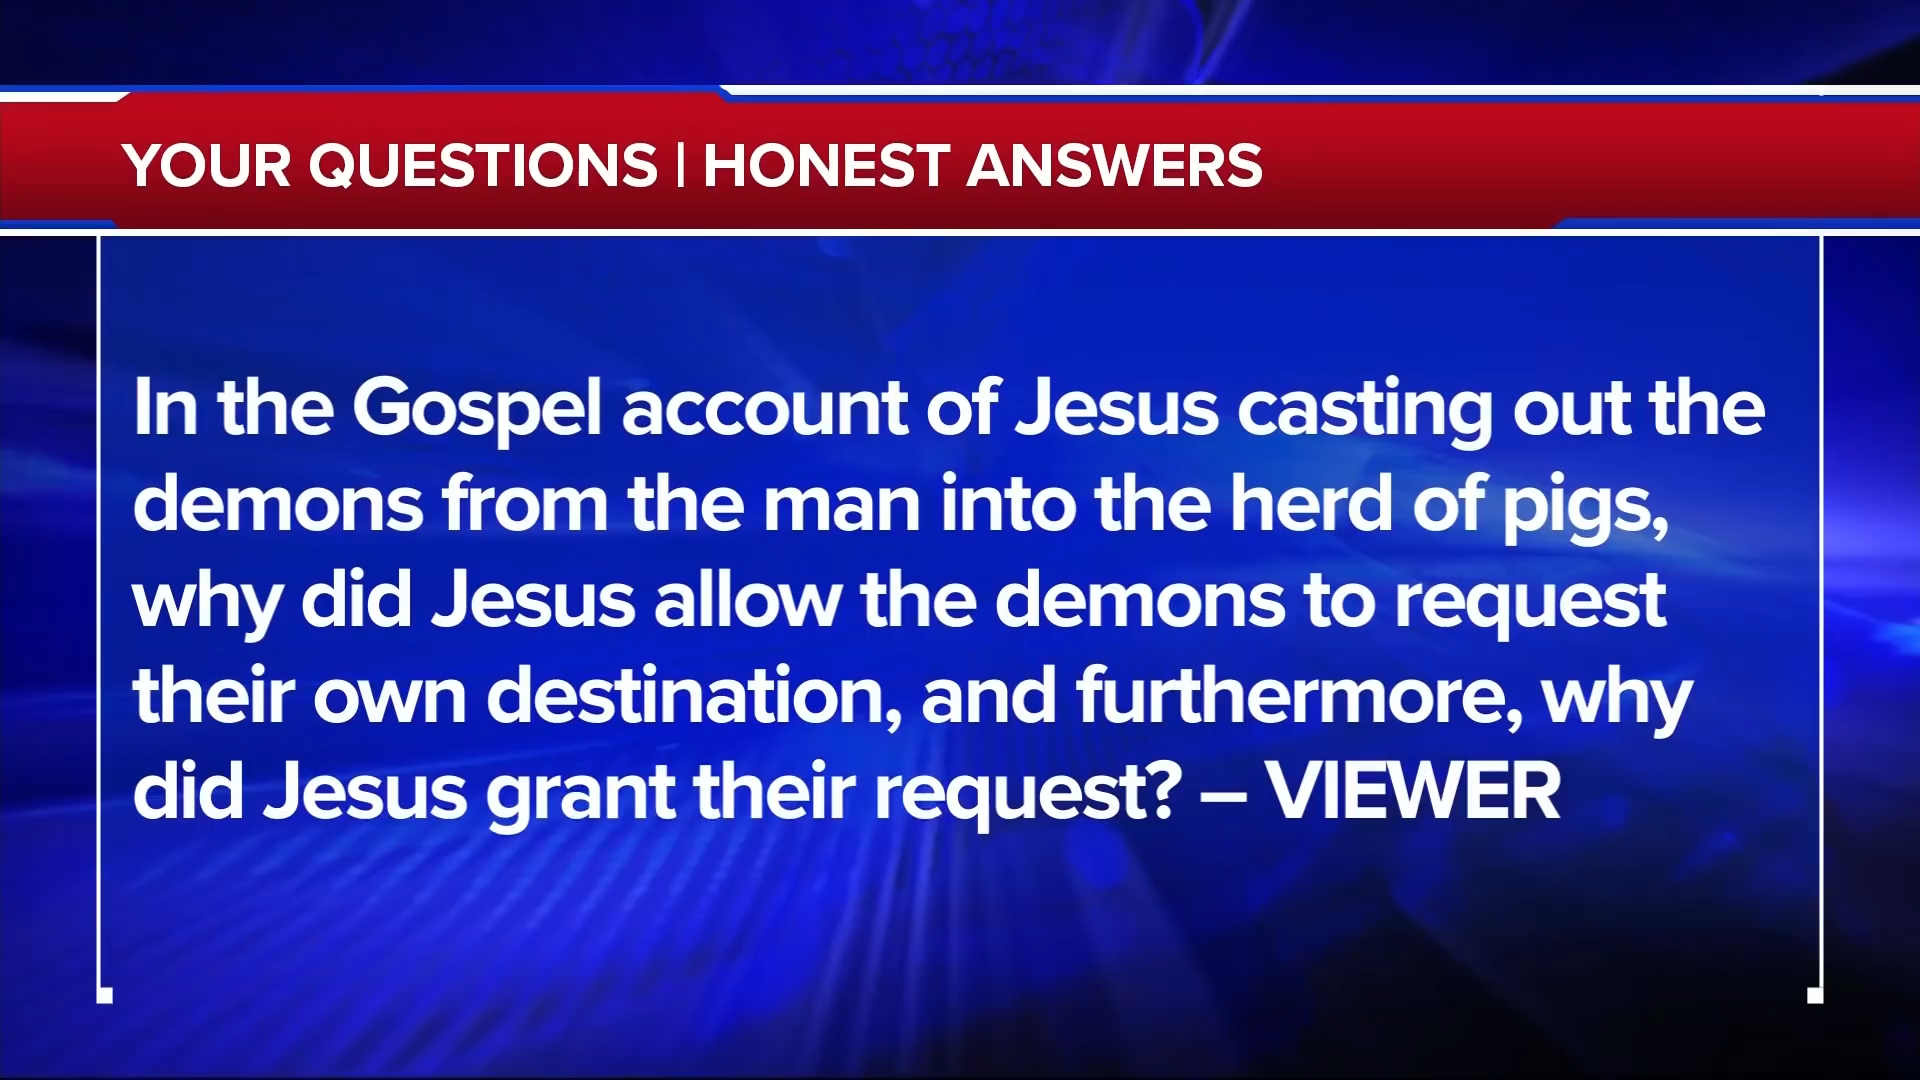 YOUR QUESTIONS | HONEST ANSWERS
In the Gospel account of Jesus casting out the
demons from the man into the herd of pigs,
why did Jesus allow the demons to request
their own destination, and furthermore, why
did Jesus grant their request? – VIEWER